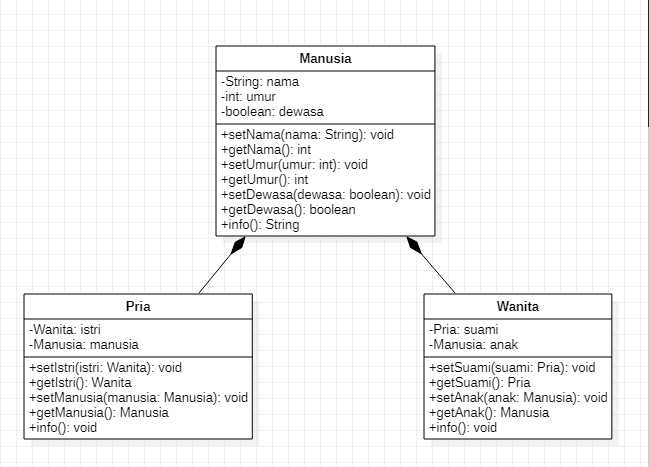 Manusia
-String: nama
-int: umur
-boolean: dewasa
+setNama(nama: String): void
+getNama(): int
+setUmur(umur: int): void
+getUmur(): int
+setDewasa(dewasa: boolean): void
+getDewasa(): boolean
+info(): String
Pria
-Wanita: istri
-Manusia: manusia
+setIstri(istri: Wanita): void
+getIstri(): Wanita
+setManusia(manusia: Manusia): void
+getManusia(): Manusia
+info(): void
Wanita
-Pria: suami
-Manusia: anak
+setSuami(suami: Pria): void
+getSuami(): Pria
+setAnak(anak: Manusia): void
+getAnak(): Manusia
+info(): void